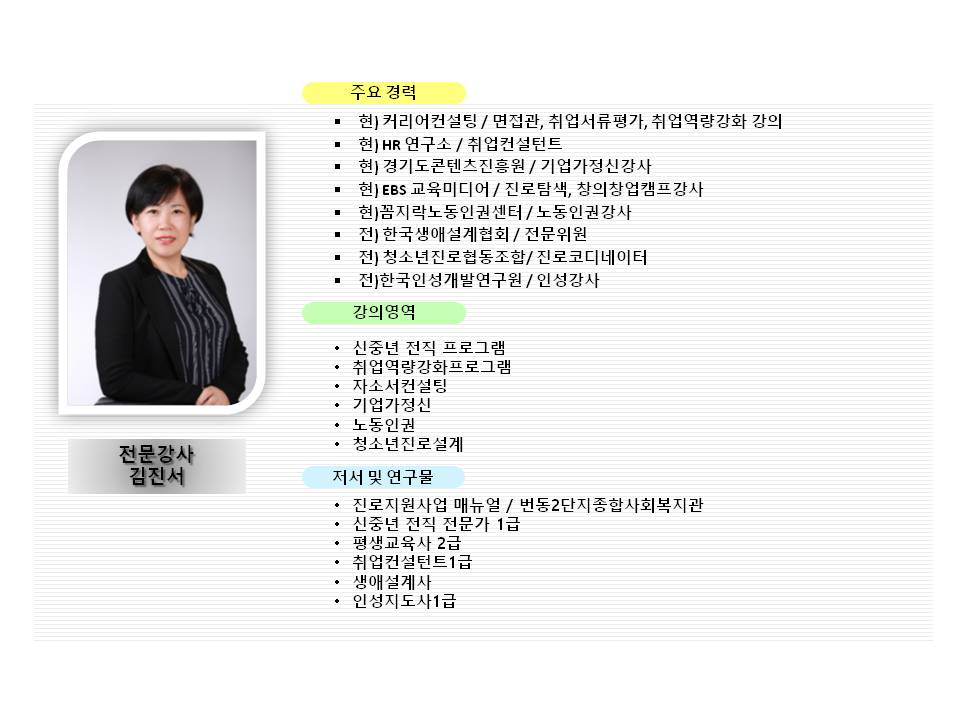 주요 경력
▪ 현) 커리어컨설팅 / 면접관, 취업서류평가, 취업역량강화 강의
▪ 현) HR 연구소 / 취업컨설턴트
▪ 현) 경기도콘텐츠진흥원 / 기업가정신강사
▪ 현) EBS 교육미디어 / 진로탐색, 창의창업캠프강사
▪ 현)꼼지락노동인권센터 / 노동인권강사
▪ 전) 한국생애설계협회 / 전문위원
▪ 전) 청소년진로협동조합/ 진로코디네이터
▪ 전)한국인성개발연구원 / 인성강사
강의영역
• 신중년 전직 프로그램
• 취업역량강화프로그램
• 자소서컨설팅
• 기업가정신
• 노동인권
• 청소년진로설계
전문강사
김진서
저서 및 연구물
• 진로지원사업 매뉴얼 / 번동2단지종합사회복지관
• 신중년 전직 전문가 1급
• 평생교육사 2급
• 취업컨설턴트1급
• 생애설계사
• 인성지도사1급